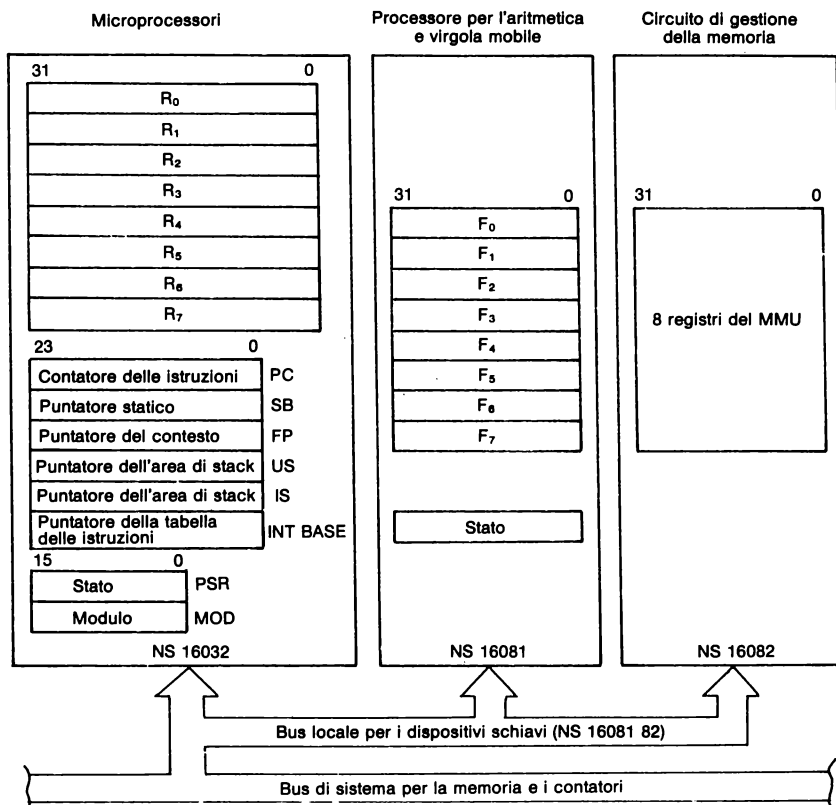 Microprocessori
Processore per l'aritmetica
e virgola mobile
Circuito di gestione
della memoria
31 0
R₀
R₁
R₂
R₃
R₄
R₅
R₆
R₇
23 0
Contatore delle istruzioni PC
Puntatore statico SB
Puntatore del contesto FP
Puntatore dell'area di stack US
Puntatore dell'area di stack IS
Puntatore della tabella
delle istruzioni INT BASE
15 0
Stato PSR
Modulo MOD
NS 16032
31 0
F₀
F₁
F₂
F₃
F₄
F₅
F₆
F₇
Stato
NS 16081
31 0
8 registri del MMU
NS 16082
Bus locale per i dispositivi schiavi (NS 16081 82)
Bus di sistema per la memoria e i contatori